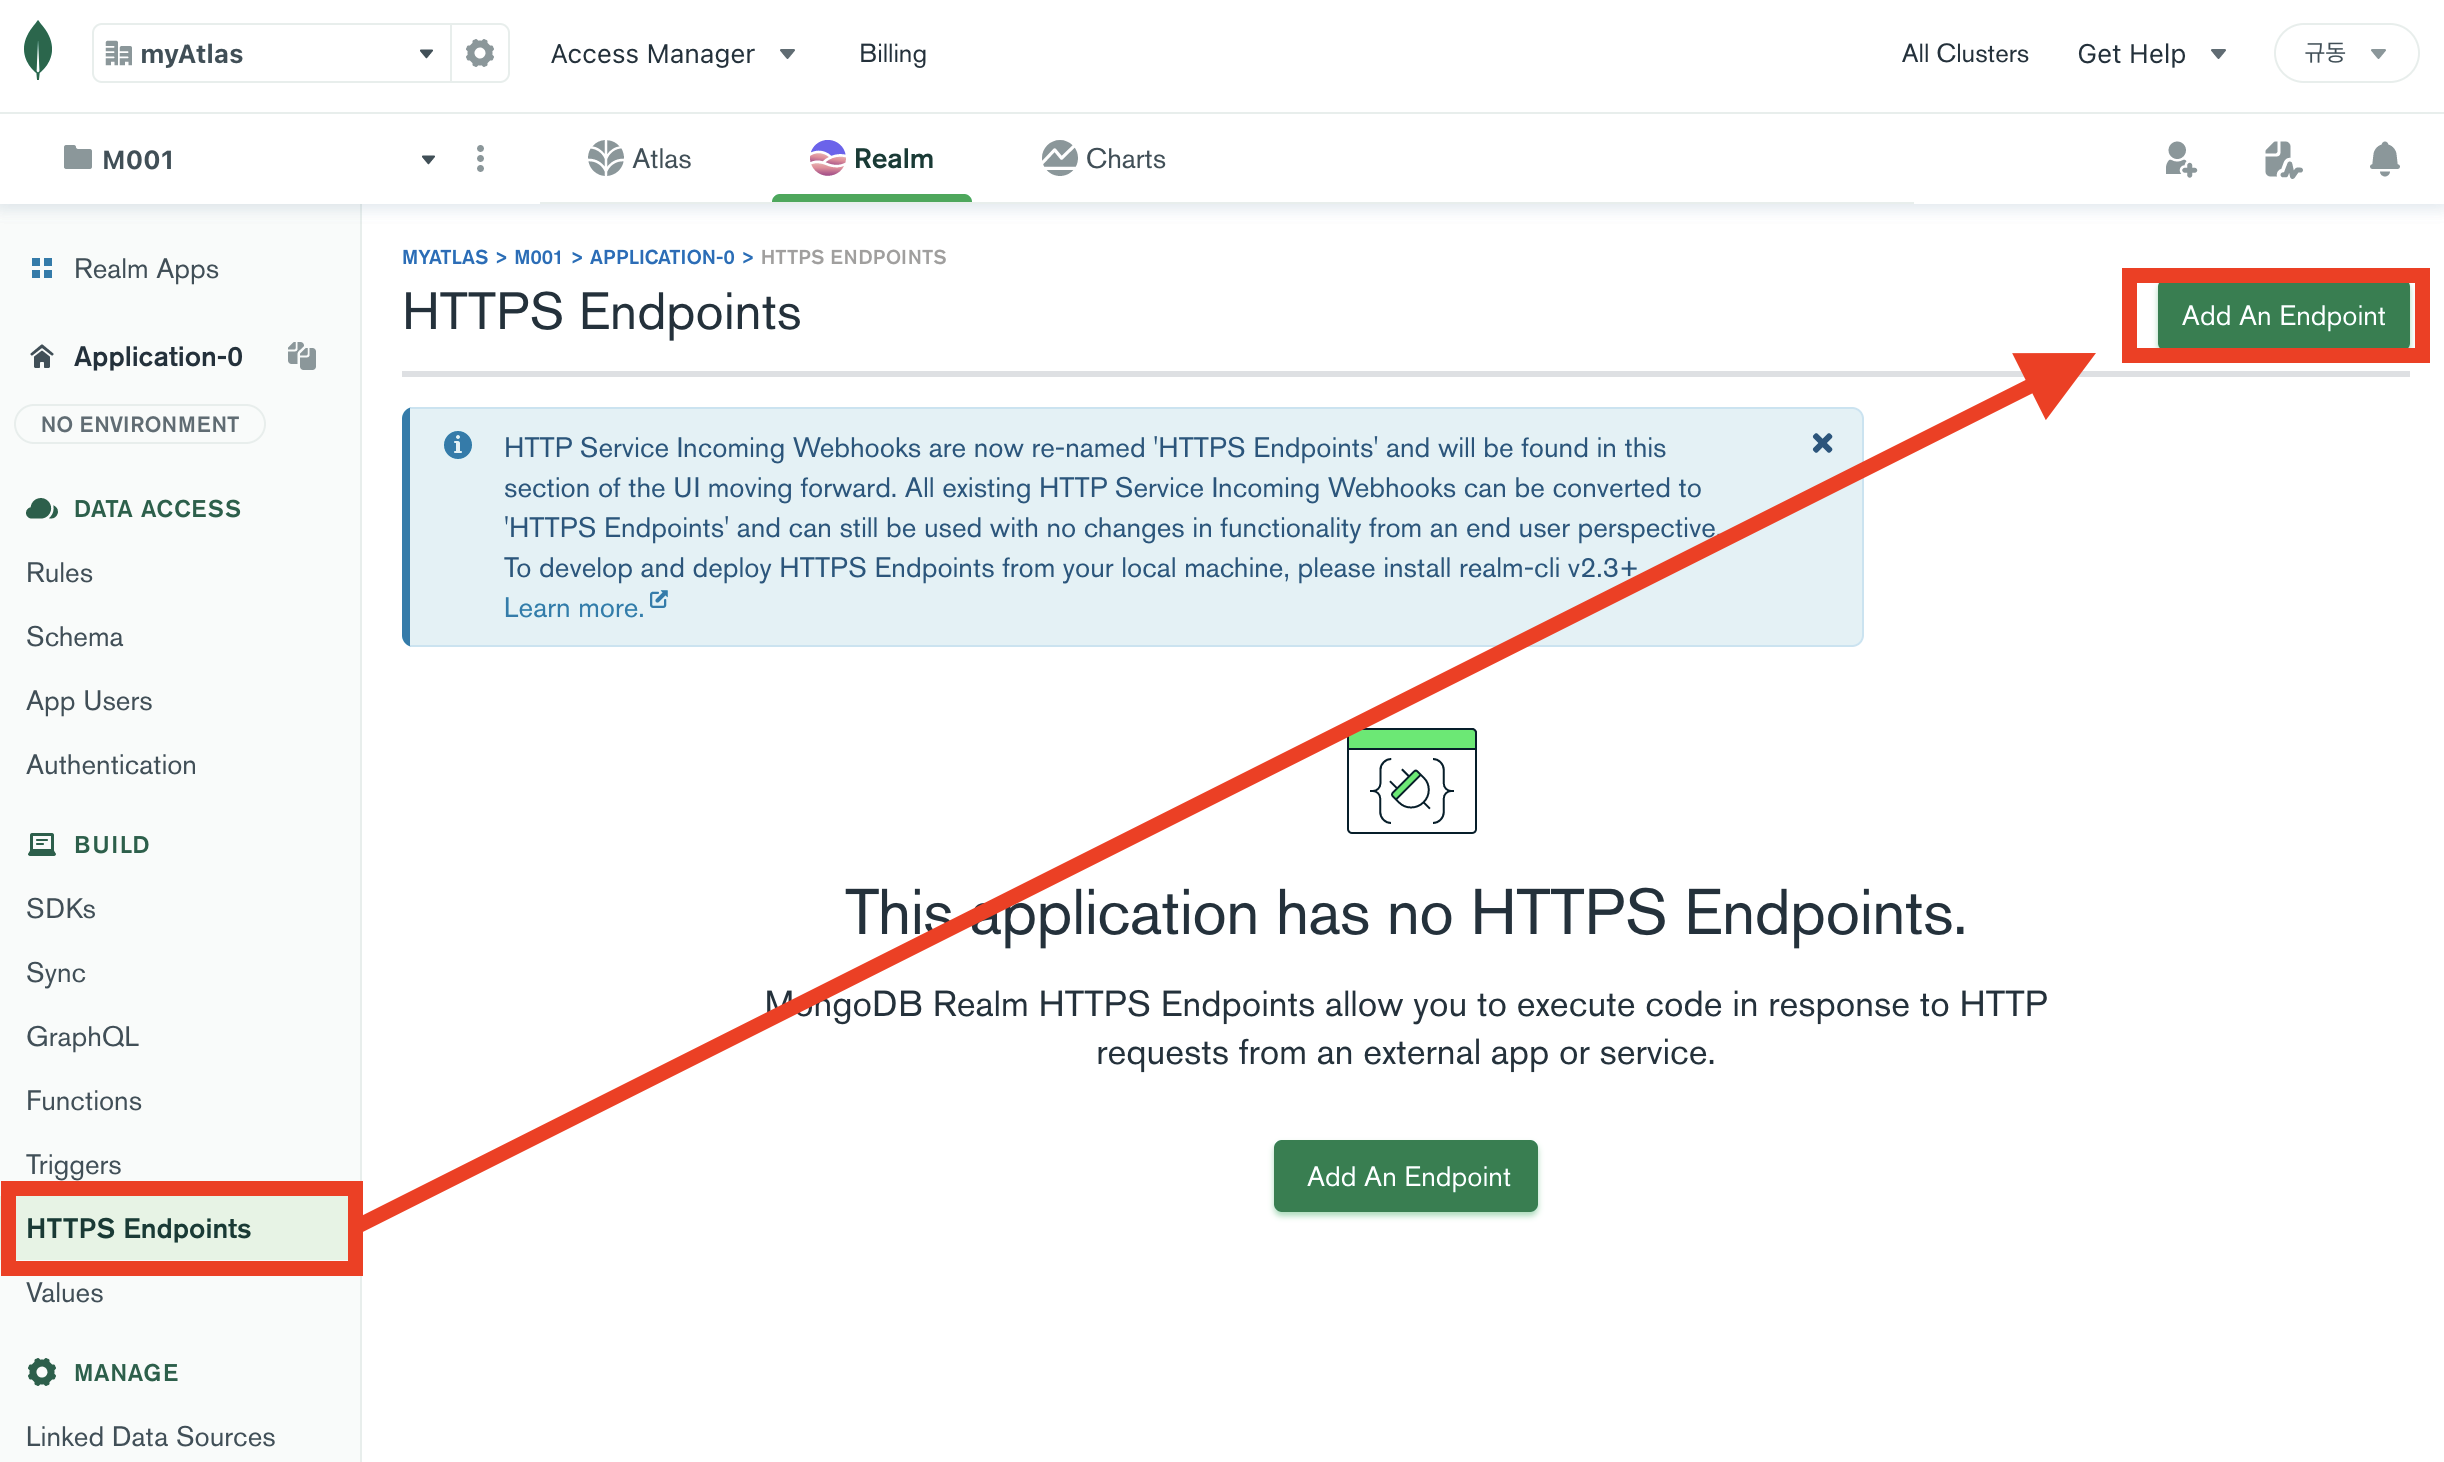 myAtlas
Access Manager
Billing
All Clusters
Get Help
규동
M001
Atlas
Realm
Charts
Realm Apps
Application-0
NO ENVIRONMENT
DATA ACCESS
Rules
Schema
App Users
Authentication
BUILD
SDKs
Sync
GraphQL
Functions
Triggers
HTTPS Endpoints
Values
MANAGE
Linked Data Sources
MYATLAS > M001 > APPLICATION-0 > HTTPS ENDPOINTS
HTTPS Endpoints
Add An Endpoint
HTTP Service Incoming Webhooks are now re-named 'HTTPS Endpoints' and will be found in this
section of the UI moving forward. All existing HTTP Service Incoming Webhooks can be converted to
'HTTPS Endpoints' and can still be used with no changes in functionality from an end user perspective.
To develop and deploy HTTPS Endpoints from your local machine, please install realm-cli v2.3+
Learn more.
This application has no HTTPS Endpoints.
MongoDB Realm HTTPS Endpoints allow you to execute code in response to HTTP
requests from an external app or service.
Add An Endpoint